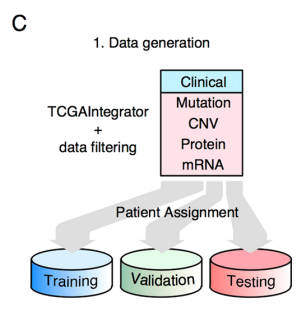 C
1. Data generation
TCGAIntegrator
+
data filtering
Clinical
Mutation
CNV
Protein
mRNA
Patient Assignment
Training
Validation
Testing